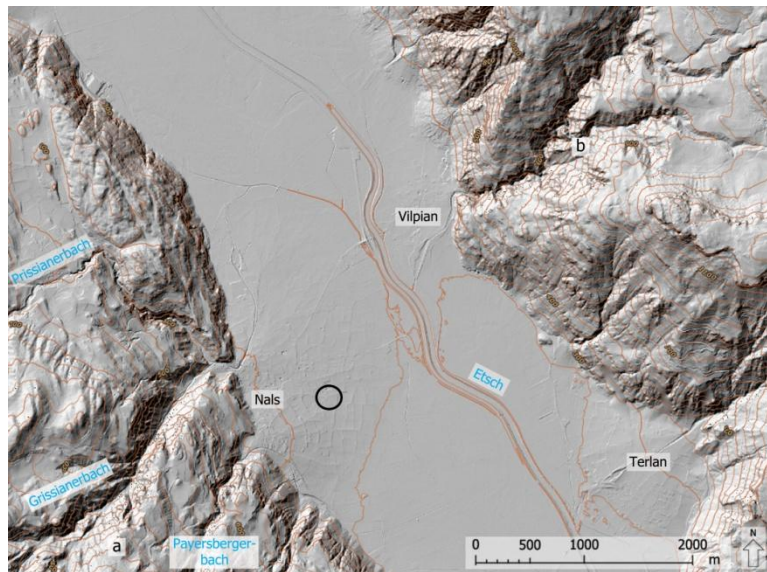 b
Vilpian
Prissianerbach
Etsch
Nals
Terlan
Grissianerbach
a
Payersberger-
bach
0 500 1000 2000
m
N